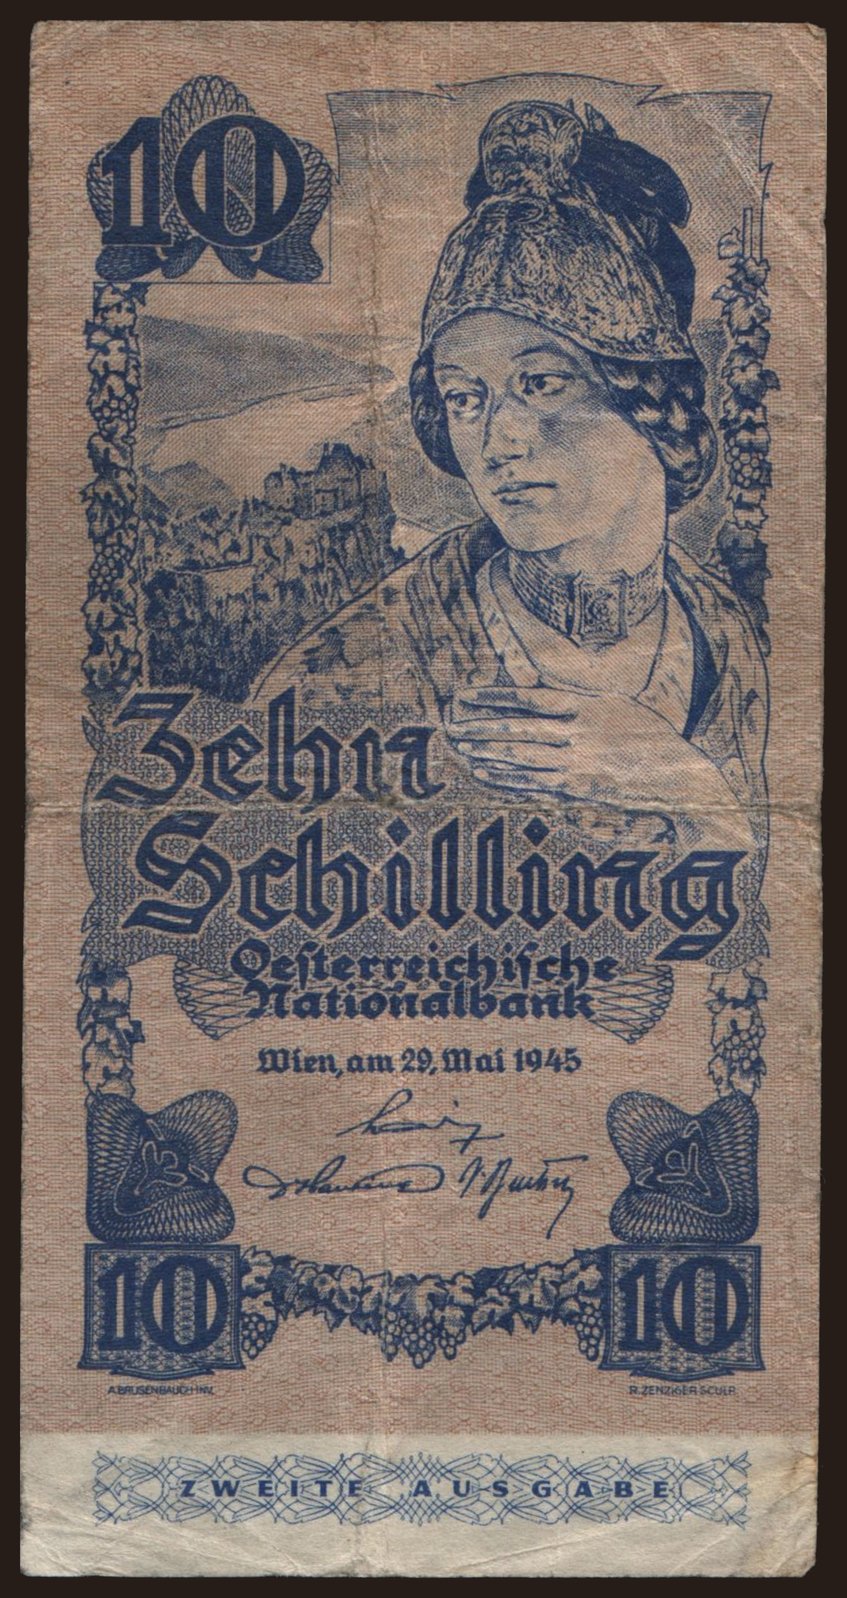 10
Zehn
Schilling
Oesterreichische
Nationalbank
Wien, am 29. Mai 1945
10
10
A.BRUSENBAUCH INV.
R.ZENZIGER SCULP.
ZWEITE AUSGABE